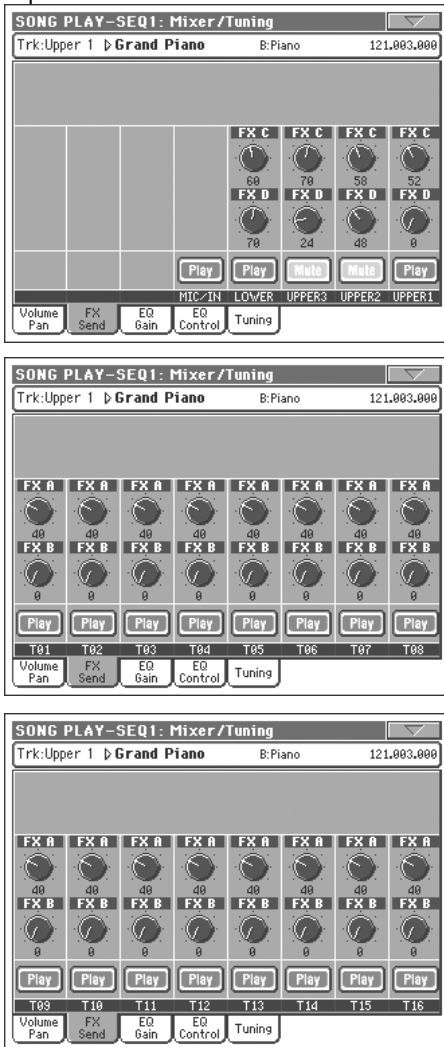 SONG PLAY-SEQ1: Mixer/Tuning
Trk:Upper 1 ▷Grand Piano B:Piano 121.003.000
FX C FX C FX C FX C
60 70 58 52
FX D FX D FX D FX D
70 24 48 0
Play Play Mute Mute Play
MIC/IN LOWER UPPER3 UPPER2 UPPER1
Volume Pan FX Send EQ Gain EQ Control Tuning
SONG PLAY-SEQ1: Mixer/Tuning
Trk:Upper 1 ▷Grand Piano B:Piano 121.003.000
FX A FX A FX A FX A FX A FX A FX A FX A
40 40 40 40 40 40 40 40
FX B FX B FX B FX B FX B FX B FX B FX B
0 0 0 0 0 0 0 0
Play Play Play Play Play Play Play Play
T01 T02 T03 T04 T05 T06 T07 T08
Volume Pan FX Send EQ Gain EQ Control Tuning
SONG PLAY-SEQ1: Mixer/Tuning
Trk:Upper 1 ▷Grand Piano B:Piano 121.003.000
FX A FX A FX A FX A FX A FX A FX A FX A
40 40 40 40 40 40 40 40
FX B FX B FX B FX B FX B FX B FX B FX B
0 0 0 0 0 0 0 0
Play Play Play Play Play Play Play Play
T09 T10 T11 T12 T13 T14 T15 T16
Volume Pan FX Send EQ Gain EQ Control Tuning